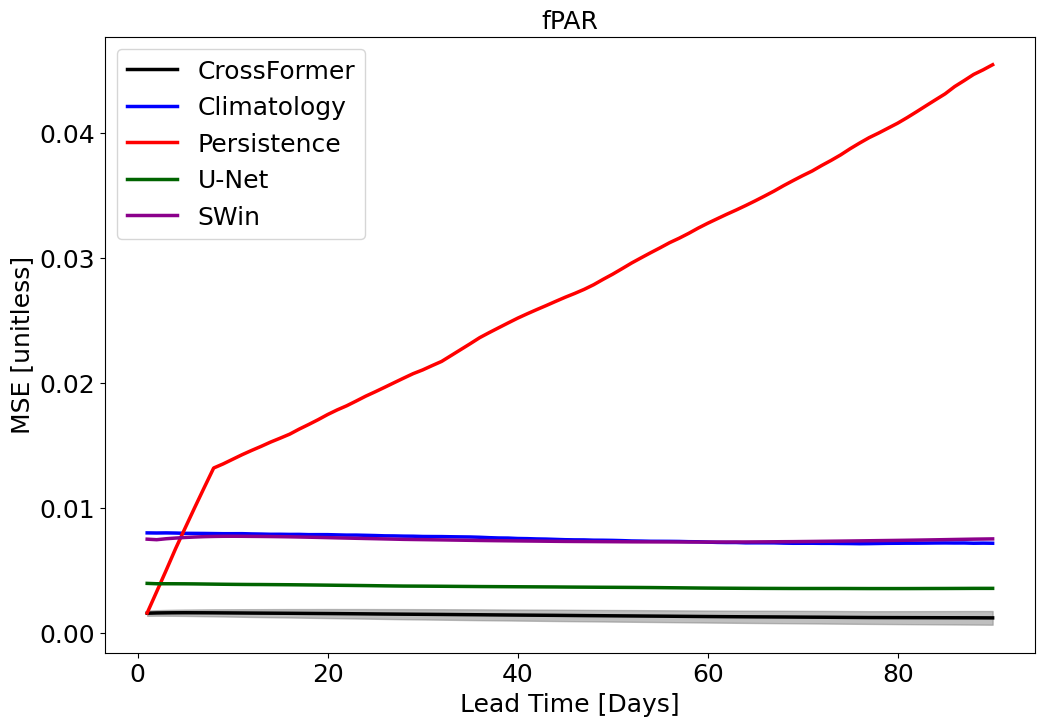 fPAR
CrossFormer
Climatology
Persistence
U-Net
SWin
MSE [unitless]
0.04
0.03
0.02
0.01
0.00
0 20 40 60 80
Lead Time [Days]